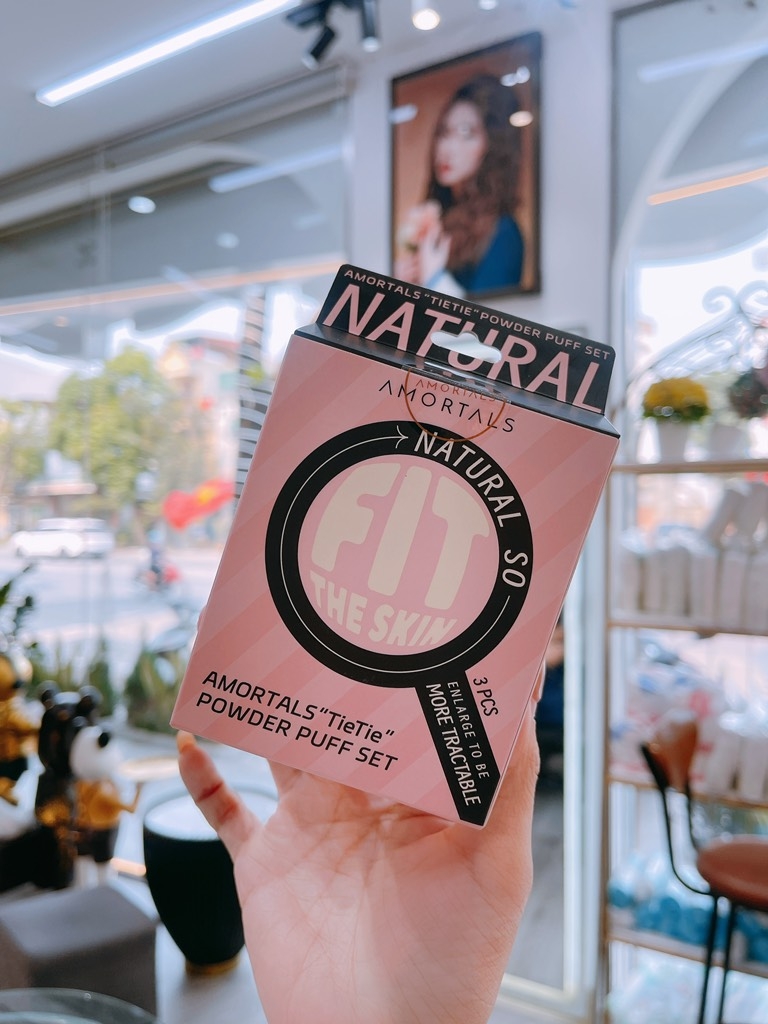 AMORTALS "TIETIE" POWDER PUFF SET
NATURAL
AMORTALS
AMORTALS
NATURAL SO
FIT
THE SKIN
3 PCS
ENLARGE TO BE
MORE TRACTABLE
AMORTALS "TieTie"
POWDER PUFF SET